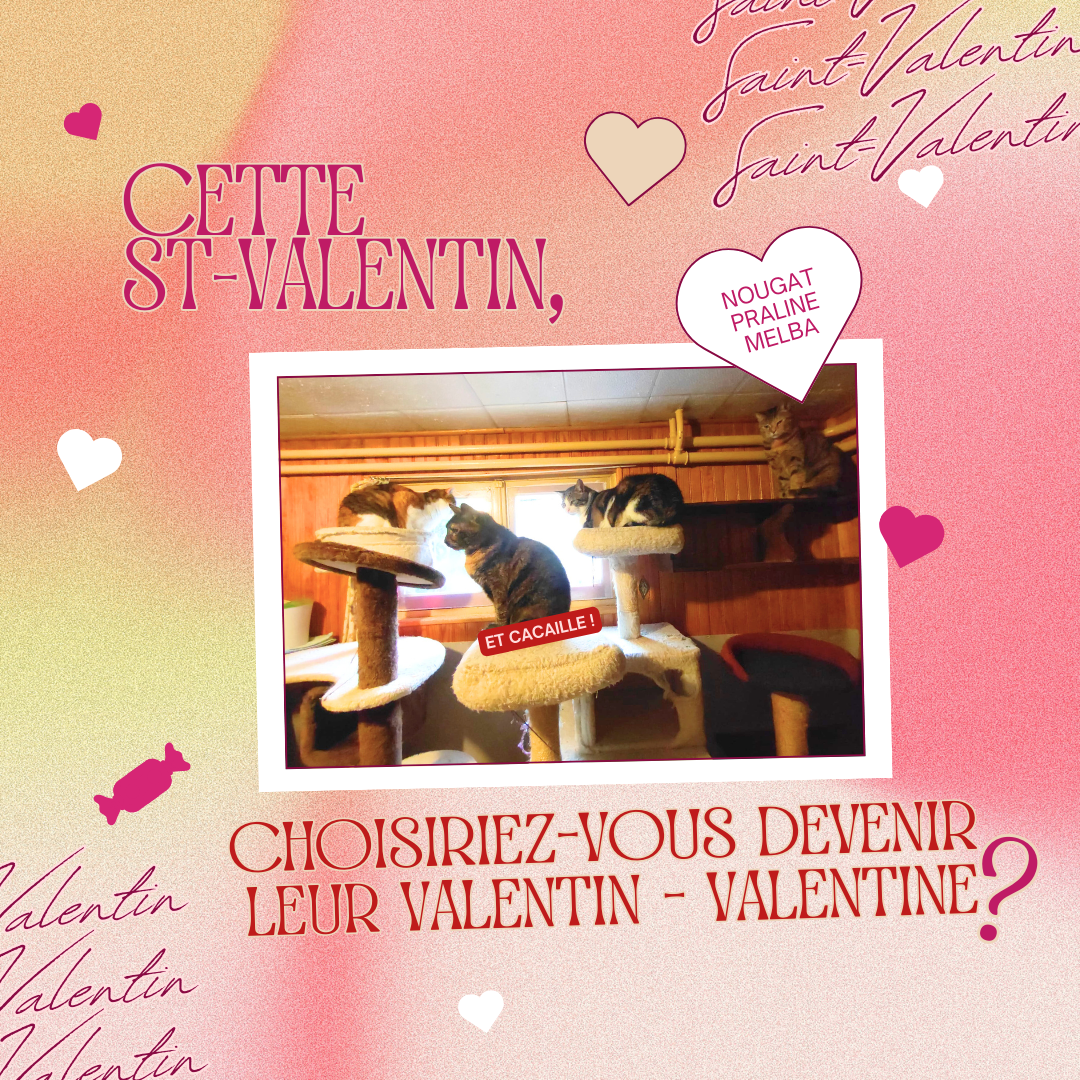 Saint-V
Saint-Valentin
Saint-Valentin
CETTE
ST-VALENTIN,
NOUGAT
PRALINE
MELBA
ET CACAILLE !
CHOISIRIEZ-VOUS DEVENIR
LEUR VALENTIN - VALENTINE?
Valentin
Valentin
Valentin